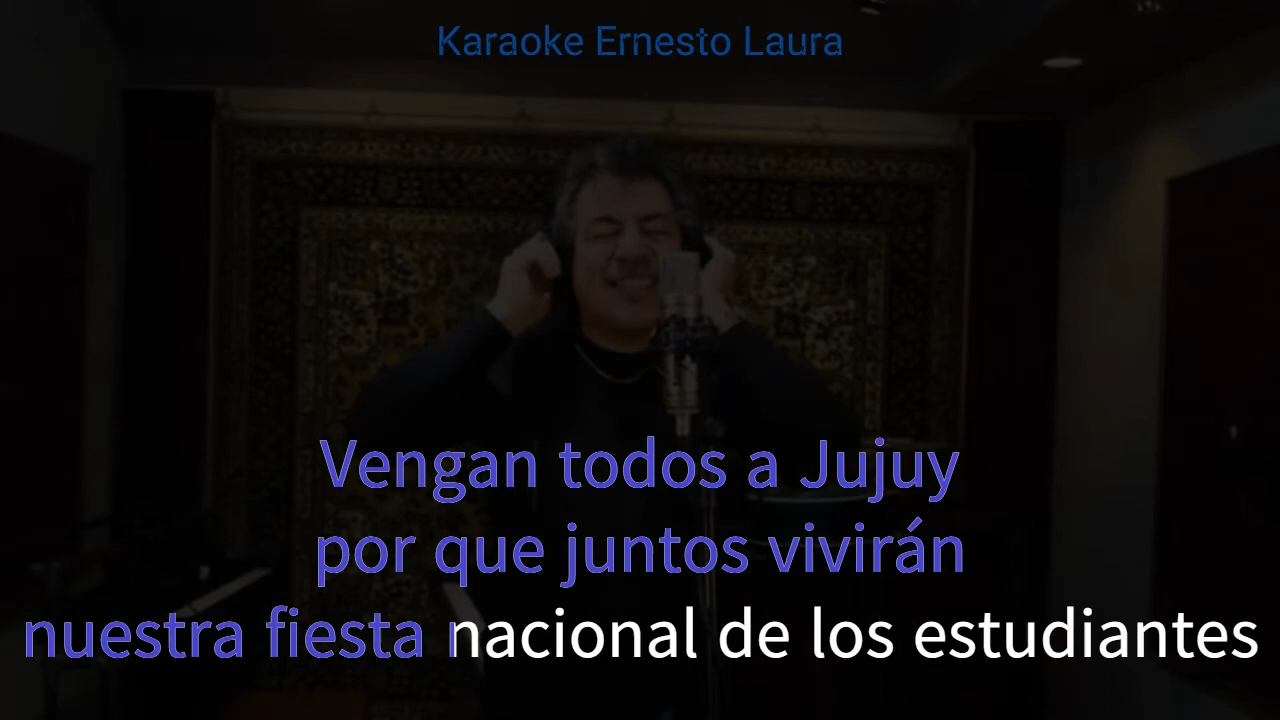 Karaoke Ernesto Laura
Vengan todos a Jujuy
por que juntos vivirán
nuestra fiesta nacional de los estudiantes